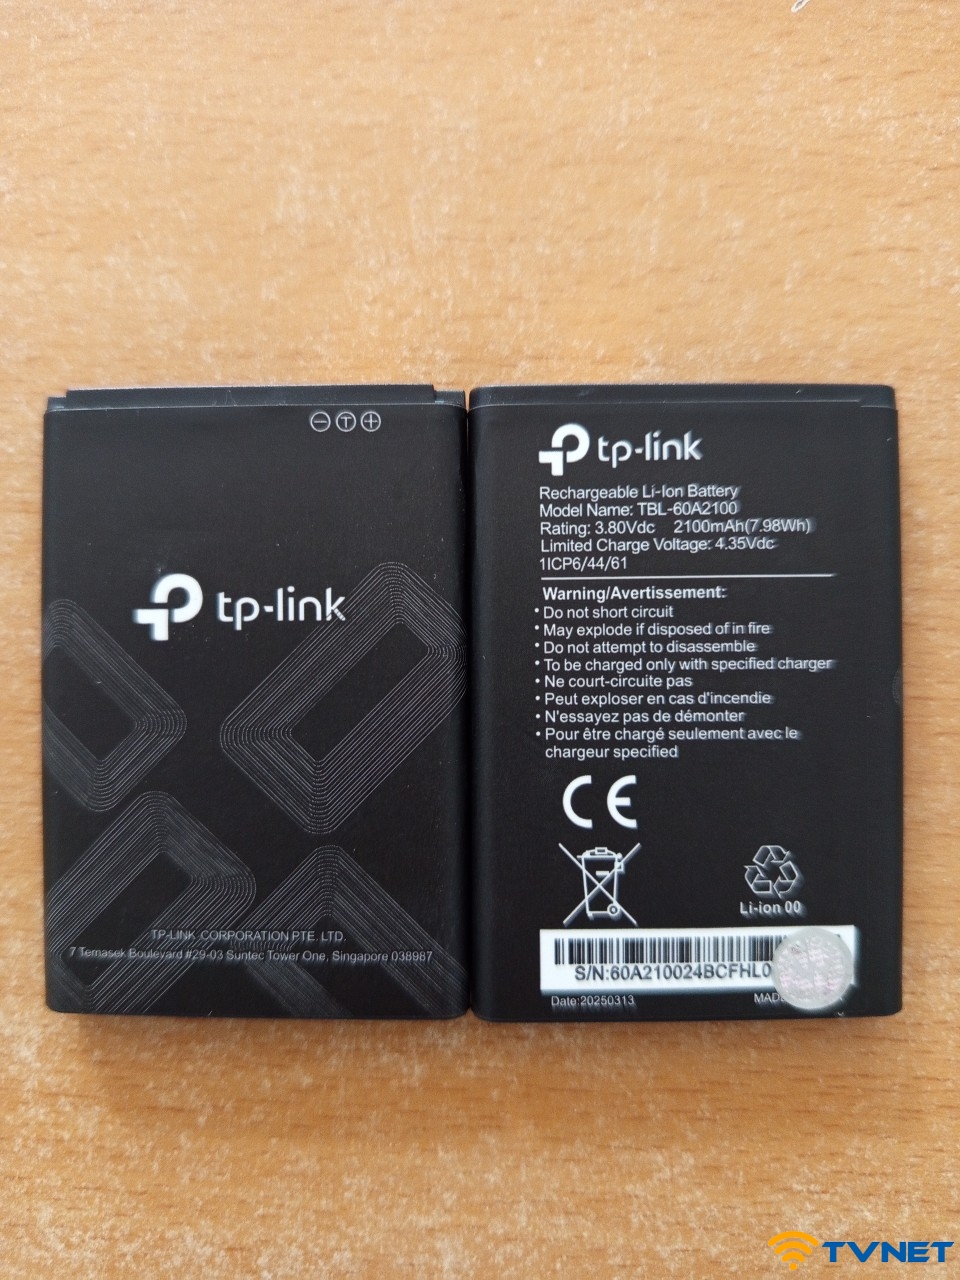 tp-link
TP-LINK CORPORATION PTE. LTD.
7 Temasek Boulevard #29-03 Suntec Tower One, Singapore 038987
tp-link
Rechargeable Li-Ion Battery
Model Name: TBL-60A2100
Rating: 3.80Vdc 2100mAh(7.98Wh)
Limited Charge Voltage: 4.35Vdc
1ICP6/44/61
Warning/Avertissement:
• Do not short circuit
• May explode if disposed of in fire
• Do not attempt to disassemble
• To be charged only with specified charger
• Ne court-circuite pas
• Peut exploser en cas d'incendie
• N'essayez pas de démonter
• Pour être chargé seulement avec le
chargeur specified
CE
Li-ion 00
S/N:60A210024BCFHL0
Date:20250313
TVNET